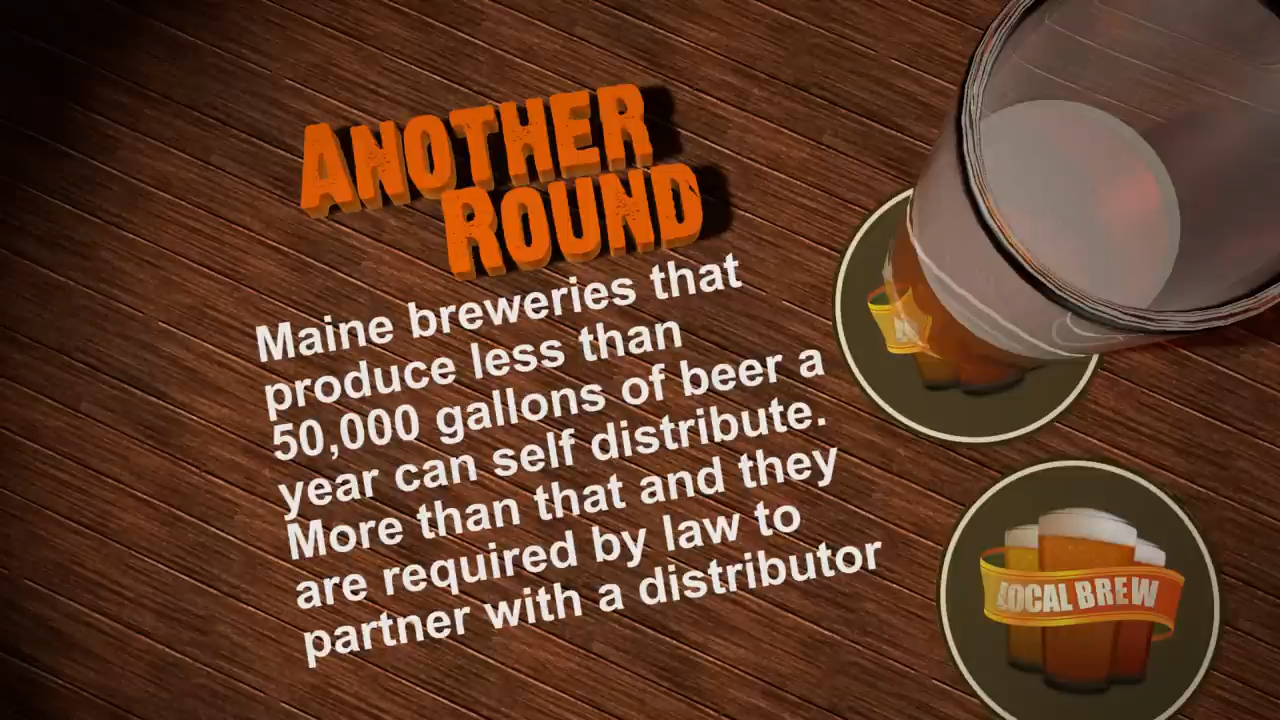 ANOTHER
ROUND
Maine breweries that
produce less than
50,000 gallons of beer a
year can self distribute.
More than that and they
are required by law to
partner with a distributor
LOCAL BREW